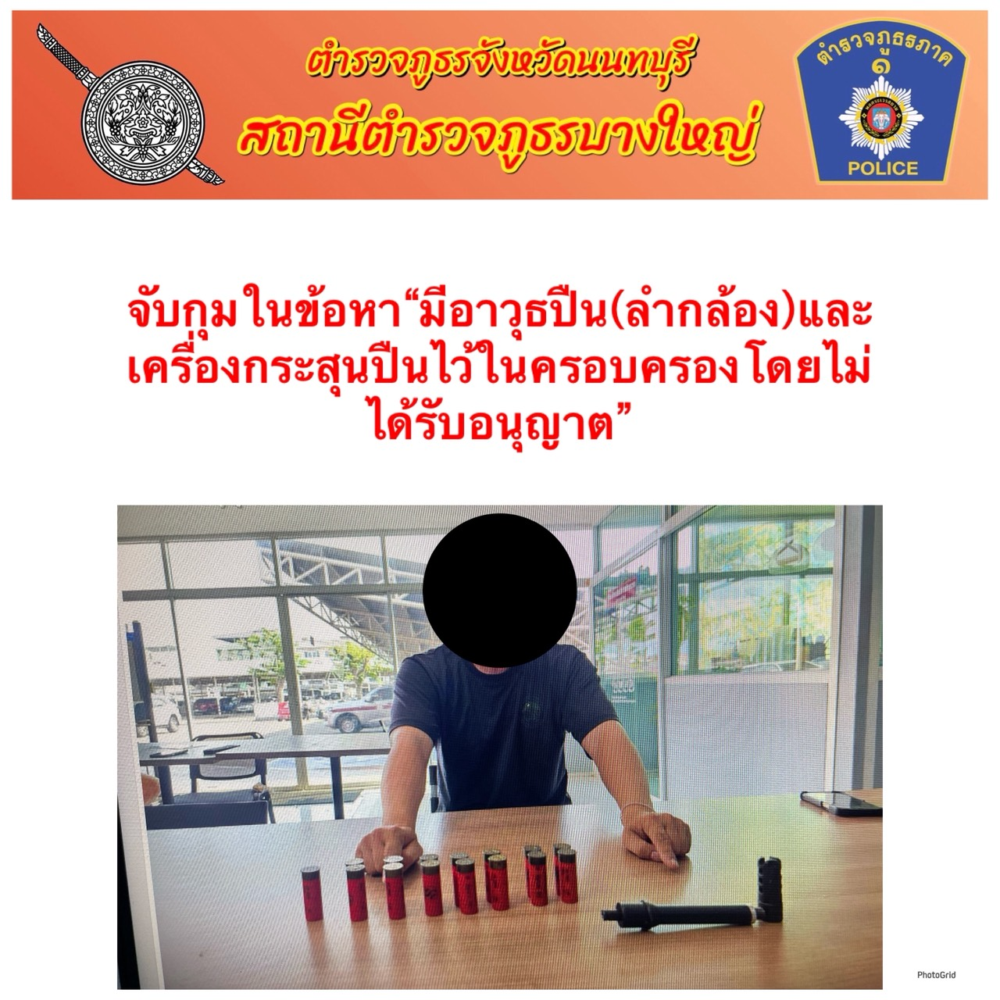 ตำรวจภูธรจังหวัดนนทบุรี
สถานีตำรวจภูธรบางใหญ่
ตำรวจภูธรภาค
๑
POLICE
จับกุมในข้อหา“มีอาวุธปืน(ลำกล้อง)และ
เครื่องกระสุนปืนไว้ในครอบครองโดยไม่
ได้รับอนุญาต”
PhotoGrid